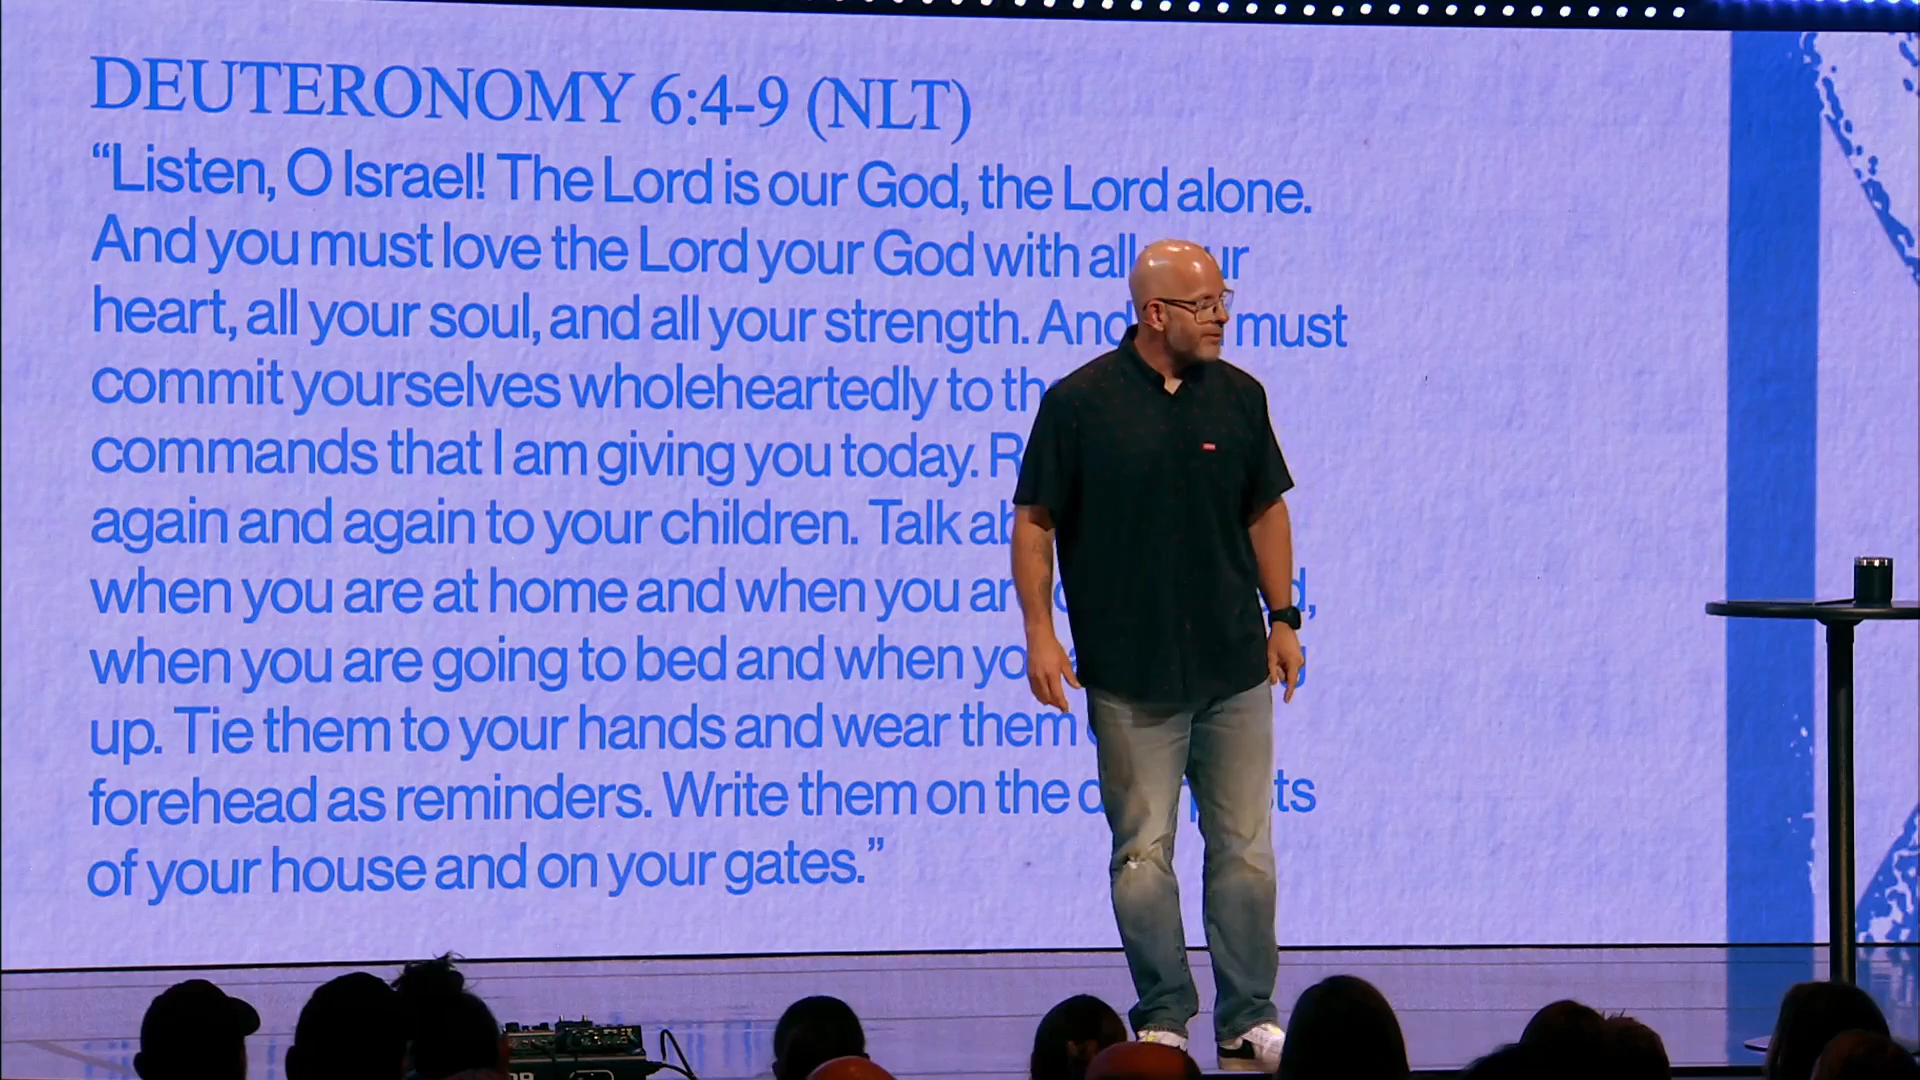 DEUTERONOMY 6:4-9 (NLT)
“Listen, O Israel! The Lord is our God, the Lord alone.
And you must love the Lord your God with all
heart, all your soul, and all your strength. And must
commit yourselves wholeheartedly to
commands that I am giving you today.
again and again to your children. Talk
when you are at home and when you
when you are going to bed and when
up. Tie them to your hands and wear them
forehead as reminders. Write them on the
of your house and on your gates.”